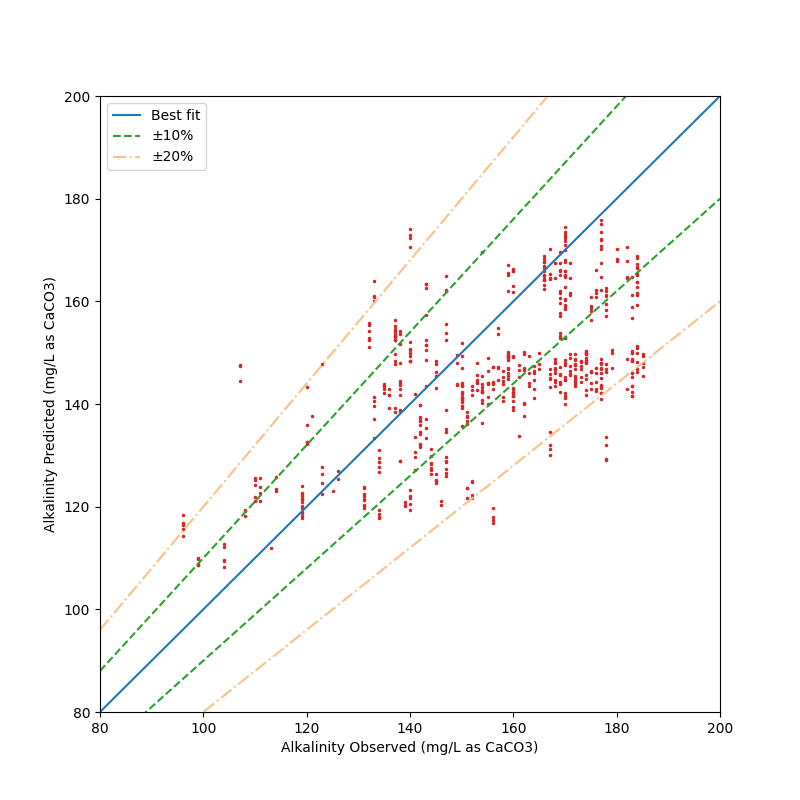 Best fit
±10%
±20%
200
180
160
140
120
100
80
80 100 120 140 160 180 200
Alkalinity Predicted (mg/L as CaCO3)
Alkalinity Observed (mg/L as CaCO3)